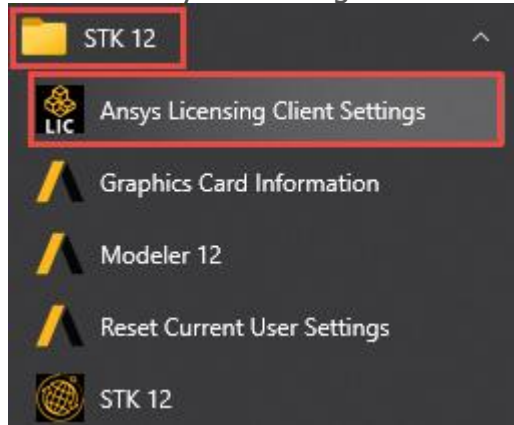 STK 12
LIC
Ansys Licensing Client Settings
Graphics Card Information
Modeler 12
Reset Current User Settings
STK 12